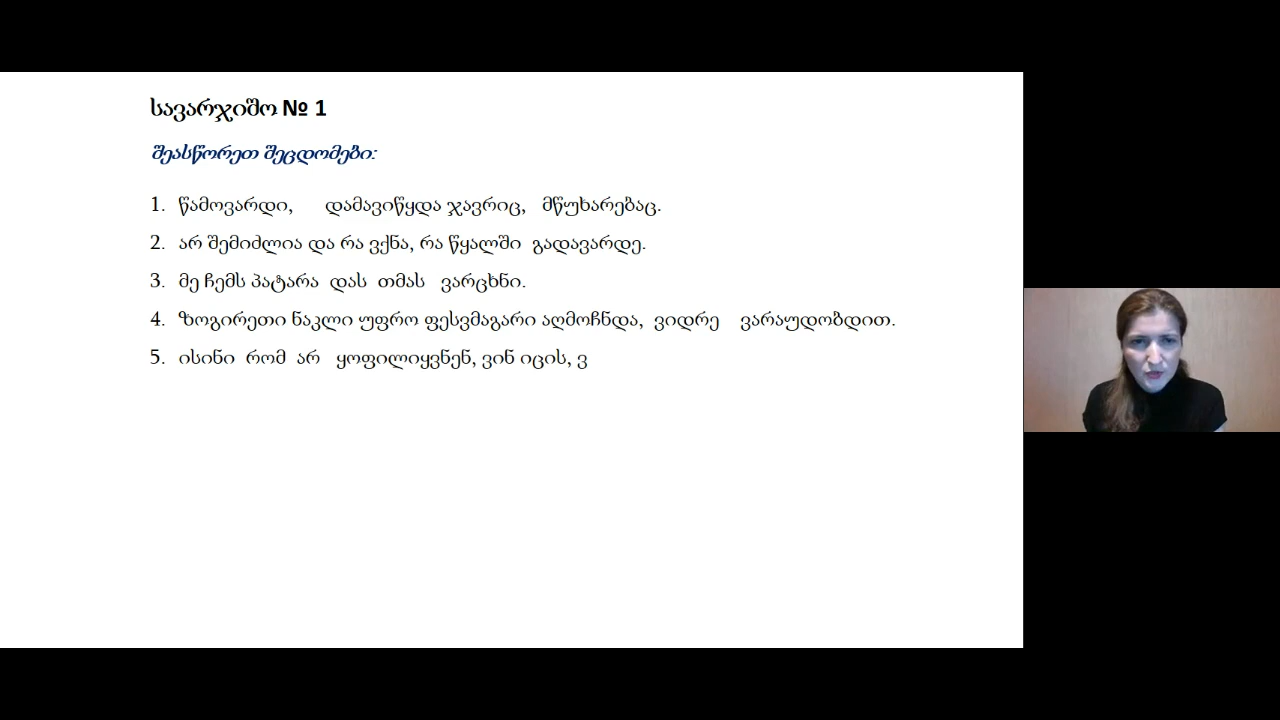 სავარჯიშო № 1
შეასწორეთ შეცდომები:
1. წამოვარდი, დამავიწყდა ჯავრიც, მწუხარებაც.
2. არ შემიძლია და რა ვქნა, რა წყალში გადავარდე.
3. მე ჩემს პატარა დას თმას ვარცხნი.
4. ზოგირეთი ნაკლი უფრო ფესვმაგარი აღმოჩნდა, ვიდრე ვარაუდობდით.
5. ისინი რომ არ ყოფილიყვნენ, ვინ იცის, ვ